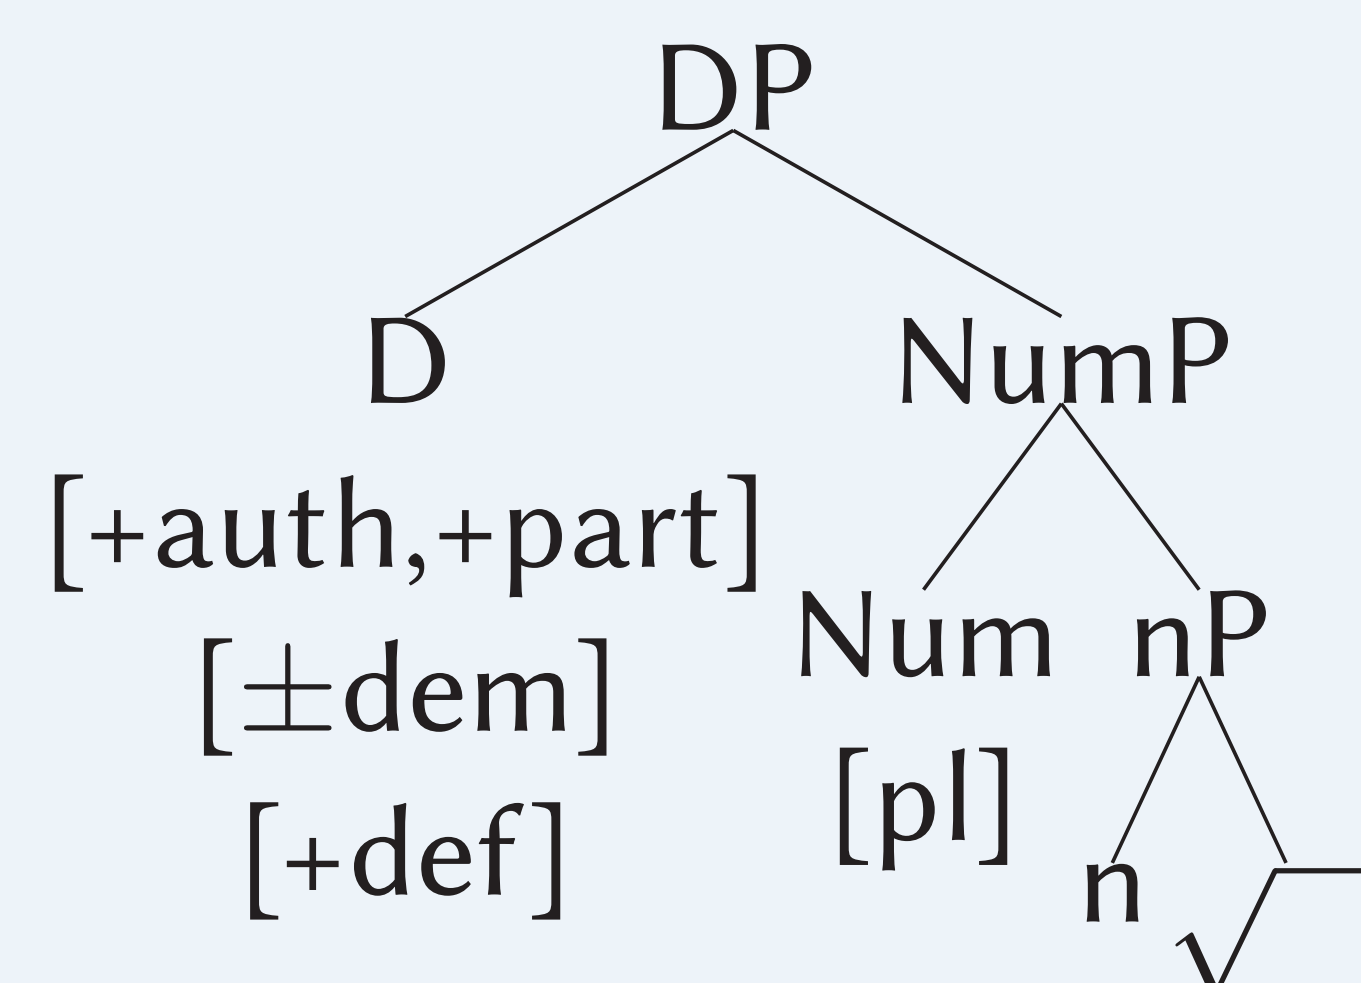 DP
D NumP
[+auth,+part]
Num nP
[±dem]
[pl]
[+def]
n √